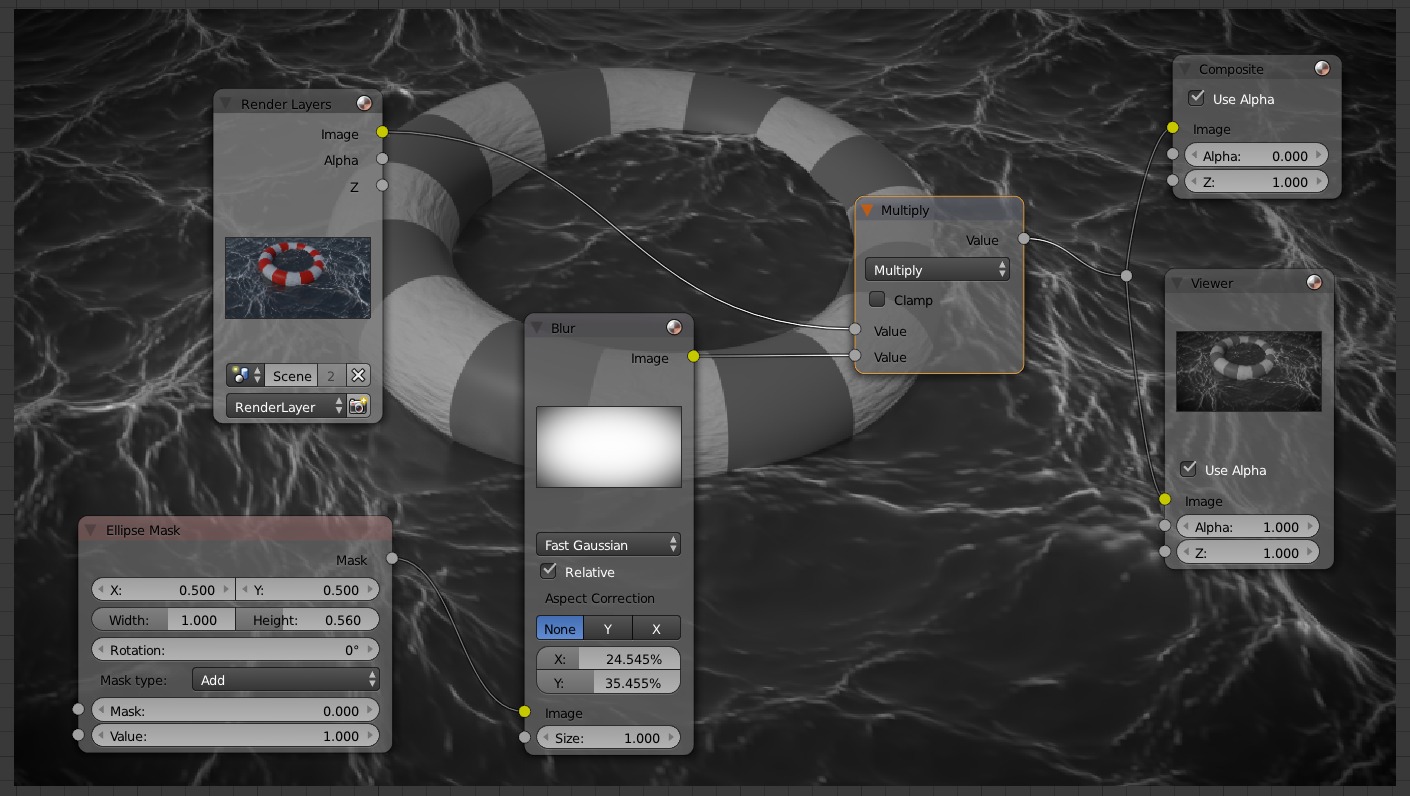 Render Layers
Image
Alpha
Z
Scene 2
RenderLayer
Ellipse Mask
Mask
X: 0.500 Y: 0.500
Width: 1.000 Height: 0.560
Rotation: 0°
Mask type: Add
Mask: 0.000
Value: 1.000
Blur
Image
Fast Gaussian
Relative
Aspect Correction
None Y X
X: 24.545%
Y: 35.455%
Image
Size: 1.000
Multiply
Value
Multiply
Clamp
Value
Value
Composite
Use Alpha
Image
Alpha: 0.000
Z: 1.000
Viewer
Use Alpha
Image
Alpha: 1.000
Z: 1.000